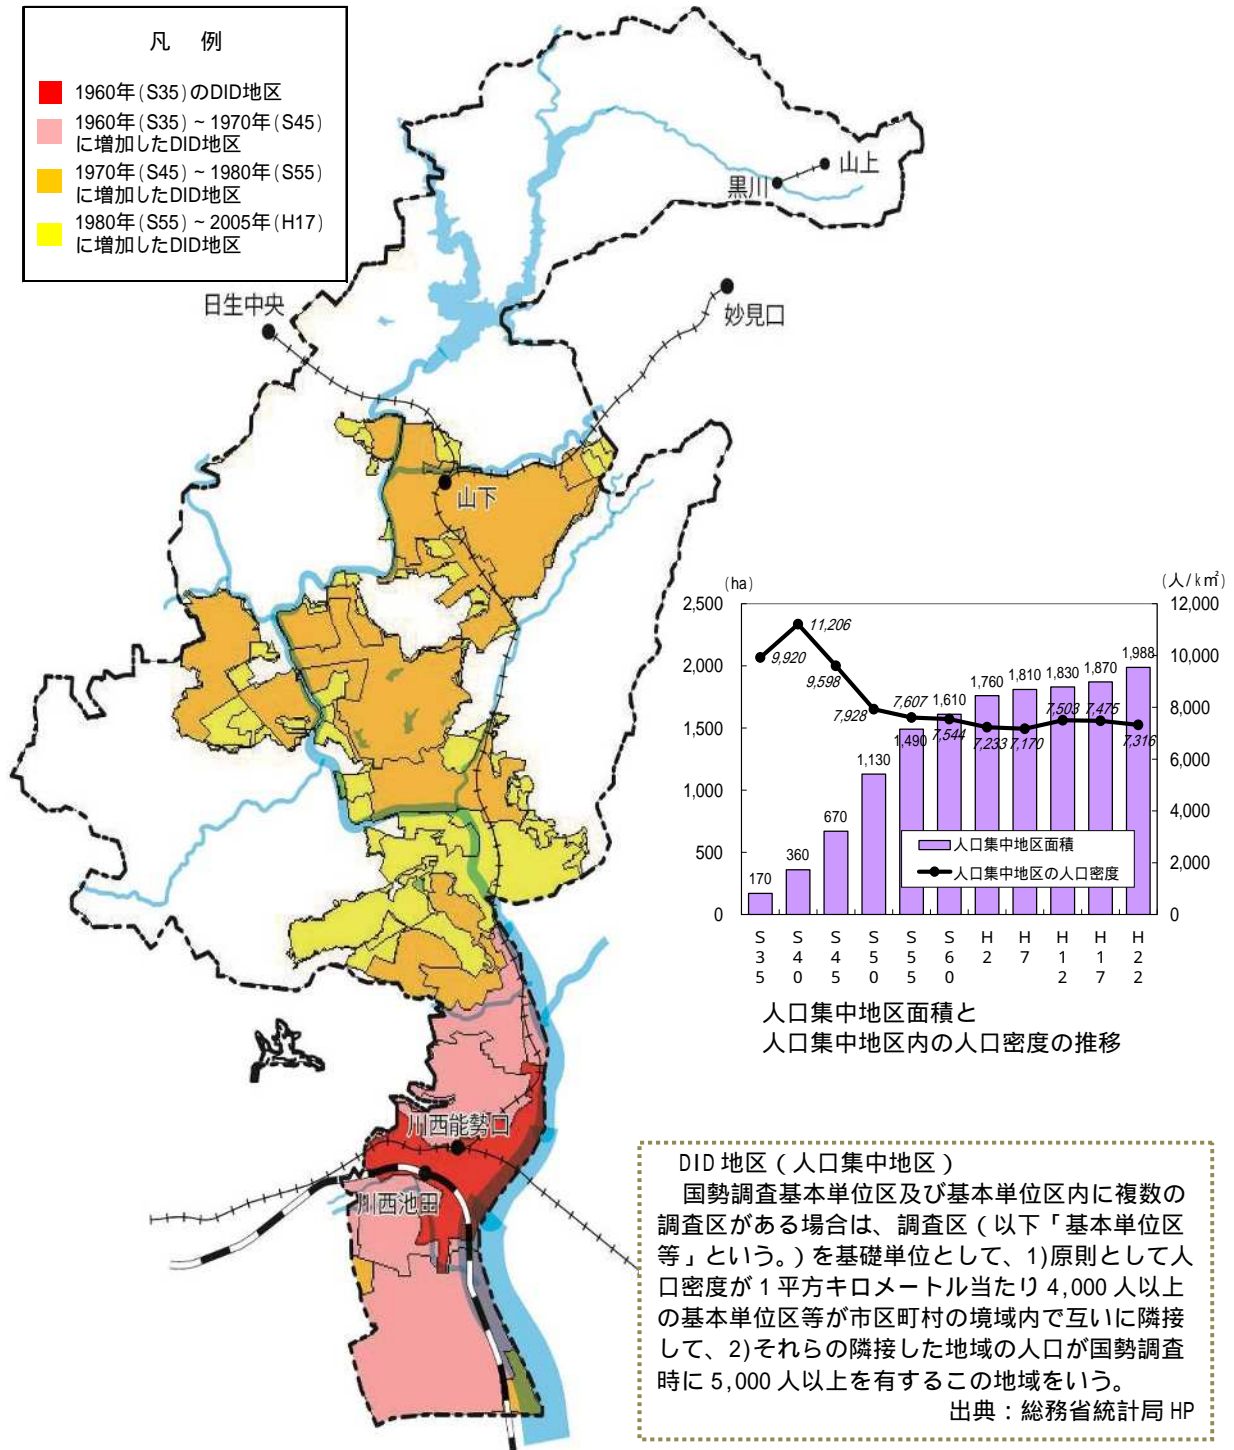 凡 例
1960年(S35)のDID地区
1960年(S35)～1970年(S45)
に増加したDID地区
1970年(S45)～1980年(S55)
に増加したDID地区
1980年(S55)～2005年(H17)
に増加したDID地区
山上
黒川
日生中央
妙見口
山下
川西能勢口
川西池田
(ha)
(人/k㎡)
2,500
2,000
1,500
1,000
500
0
12,000
10,000
8,000
6,000
4,000
2,000
0
170
360
670
1,130
1,490
1,610
1,760
1,810
1,830
1,870
1,988
9,920
11,206
9,598
7,928
7,607
7,544
7,233
7,170
7,503
7,475
7,316
人口集中地区面積
人口集中地区の人口密度
S35
S40
S45
S50
S55
S60
H2
H7
H12
H17
H22
人口集中地区面積と
人口集中地区内の人口密度の推移
DID地区（人口集中地区）
国勢調査基本単位区及び基本単位区内に複数の
調査区がある場合は、調査区（以下「基本単位区
等」という。）を基礎単位として、1)原則として人
口密度が1平方キロメートル当たり4,000人以上
の基本単位区等が市区町村の境域内で互いに隣接
して、2)それらの隣接した地域の人口が国勢調査
時に5,000人以上を有するこの地域をいう。
出典：総務省統計局HP